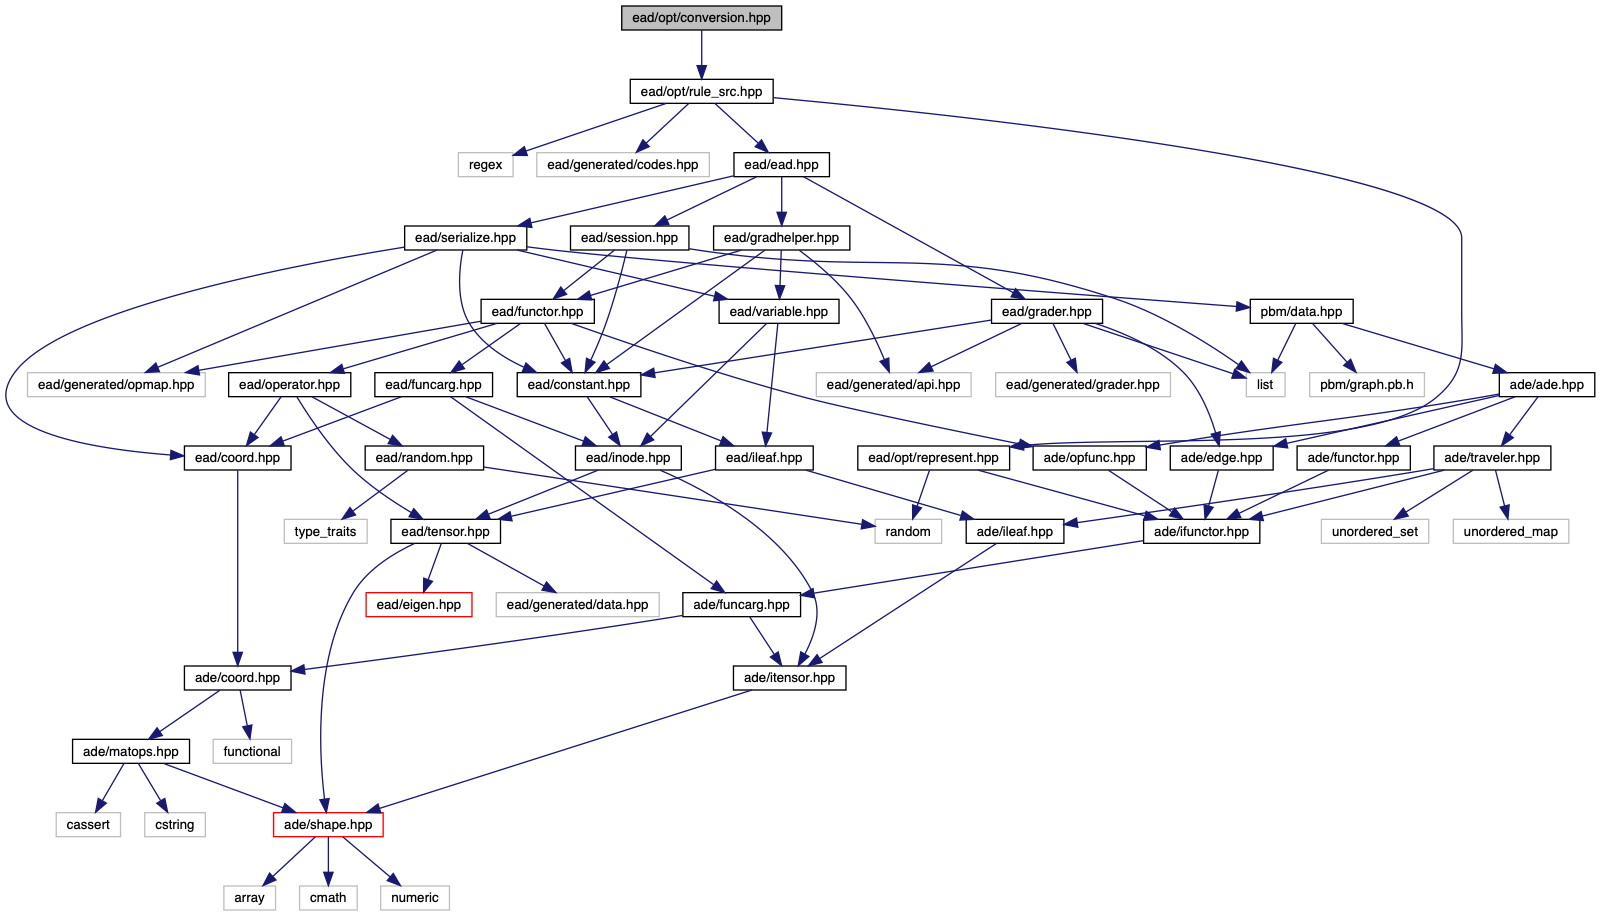 ead/opt/conversion.hpp
ead/opt/rule_src.hpp
regex
ead/generated/codes.hpp
ead/ead.hpp
ead/serialize.hpp
ead/session.hpp
ead/gradhelper.hpp
ead/functor.hpp
ead/variable.hpp
ead/grader.hpp
pbm/data.hpp
ead/generated/opmap.hpp
ead/operator.hpp
ead/funcarg.hpp
ead/constant.hpp
ead/generated/api.hpp
ead/generated/grader.hpp
list
pbm/graph.pb.h
ade/ade.hpp
ead/coord.hpp
ead/random.hpp
ead/inode.hpp
ead/ileaf.hpp
ead/opt/represent.hpp
ade/opfunc.hpp
ade/edge.hpp
ade/functor.hpp
ade/traveler.hpp
type_traits
ead/tensor.hpp
random
ade/ileaf.hpp
ade/ifunctor.hpp
unordered_set
unordered_map
ead/eigen.hpp
ead/generated/data.hpp
ade/funcarg.hpp
ade/coord.hpp
ade/itensor.hpp
ade/matops.hpp
functional
cassert
cstring
ade/shape.hpp
array
cmath
numeric